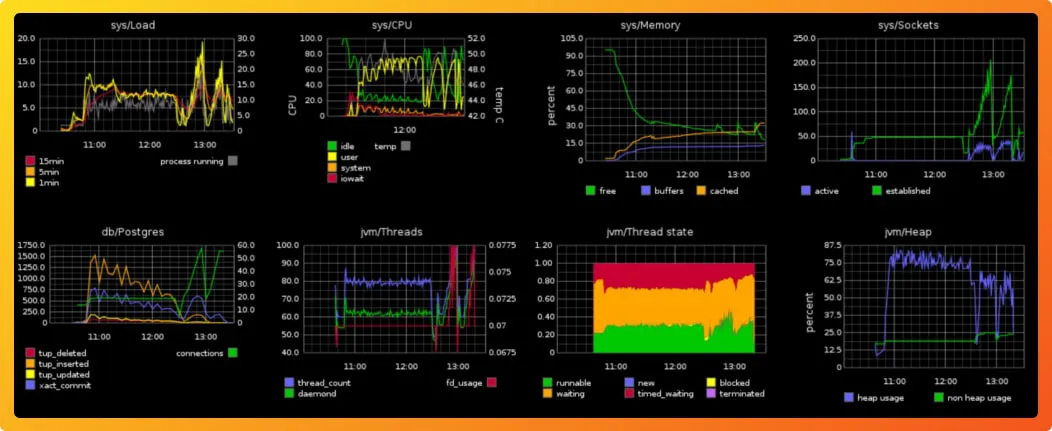 sys/Load
20.0
15.0
10.0
5.0
0
30.0
25.0
20.0
15.0
10.0
5.0
0
11:00 12:00 13:00
15min process running
5min
1min
sys/CPU
100.0
80.0
60.0
40.0
20.0
0
CPU
52.0
50.0
48.0
46.0
44.0
42.0
temp C
12:00
idle temp
user
system
iowait
sys/Memory
105.0
90.0
75.0
60.0
45.0
30.0
15.0
0
percent
11:00 12:00 13:00
free buffers cached
sys/Sockets
250.0
200.0
150.0
100.0
50.0
0
11:00 12:00 13:00
active established
db/Postgres
1750.0
1500.0
1250.0
1000.0
750.0
500.0
250.0
0
60.0
50.0
40.0
30.0
20.0
10.0
0
11:00 12:00 13:00
tup_deleted connections
tup_inserted
tup_updated
xact_commit
jvm/Threads
100.0
90.0
80.0
70.0
60.0
50.0
40.0
0.0775
0.075
0.0725
0.07
0.0675
11:00 12:00 13:00
thread_count fd_usage
daemond
jvm/Thread state
1.20
1.00
0.80
0.60
0.40
0.20
0
11:00 12:00 13:00
runnable new blocked
waiting timed_waiting terminated
jvm/Heap
87.5
75.0
62.5
50.0
37.5
25.0
12.5
0
percent
11:00 12:00 13:00
heap usage non heap usage